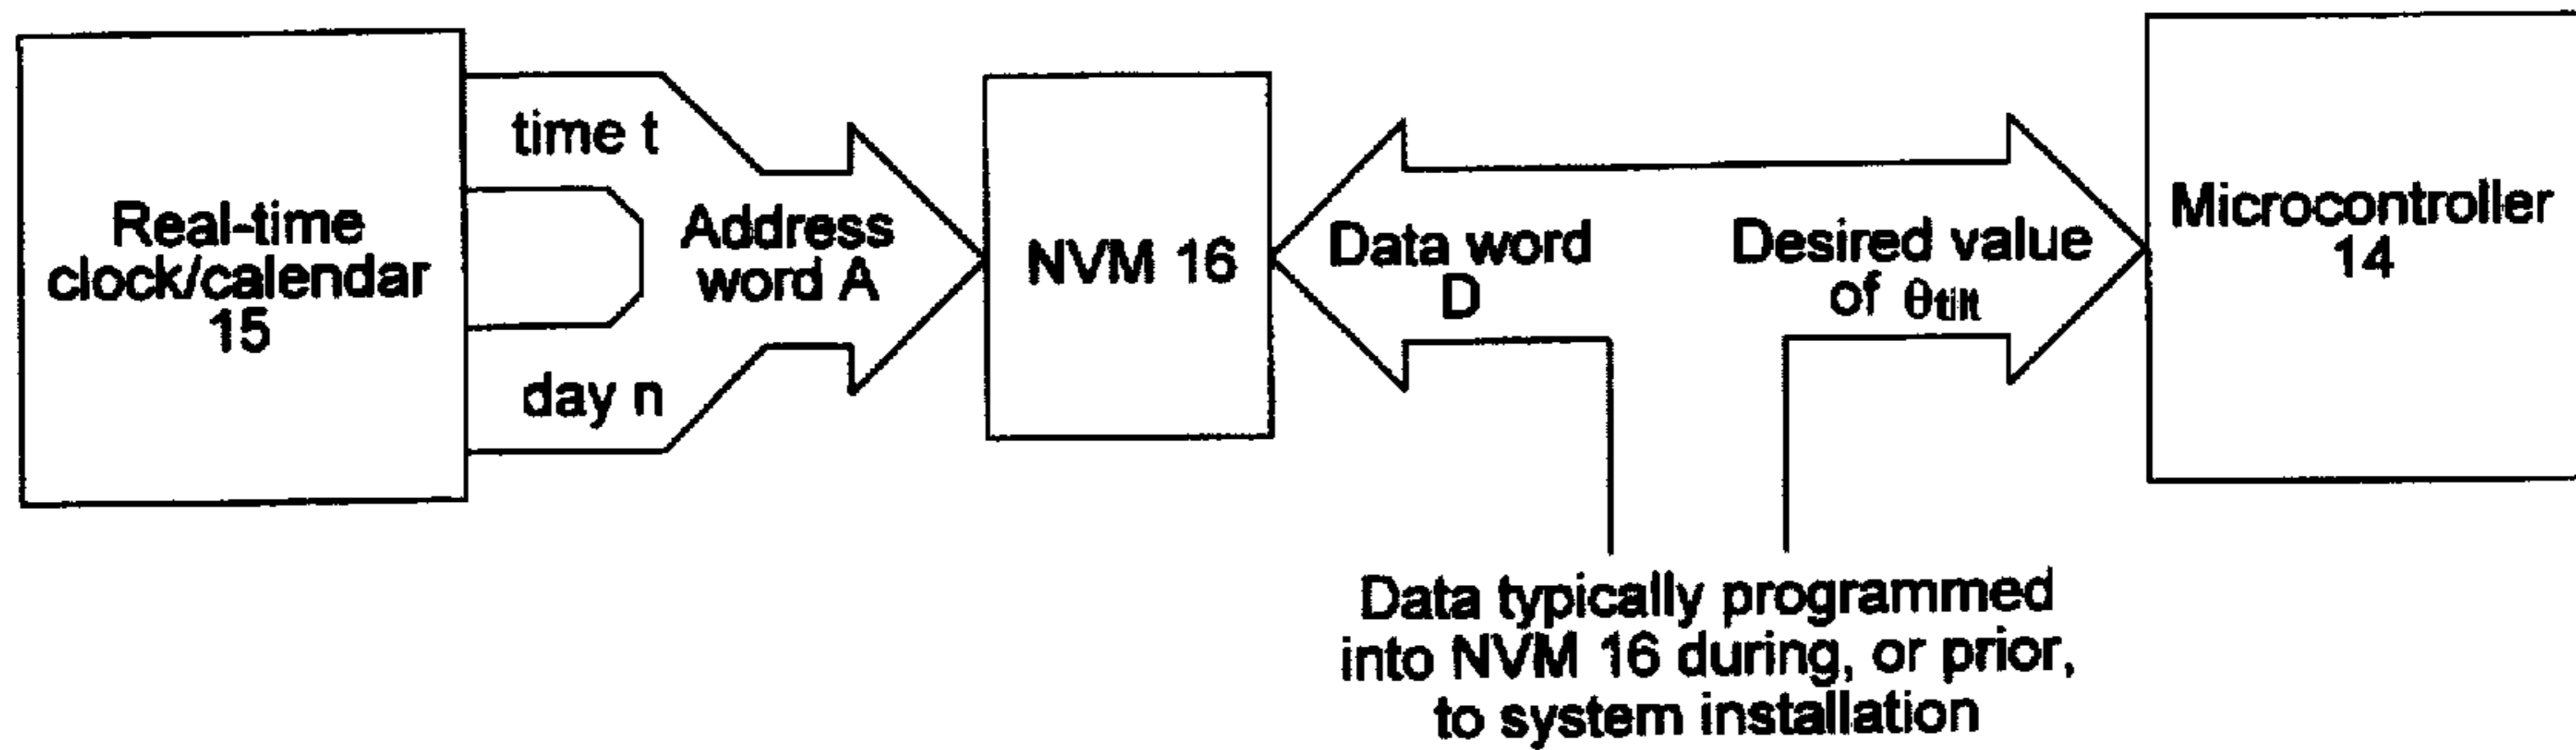 Real-time
clock/calendar
15
time t
Address
word A
day n
NVM 16
Data word
D
Desired value
of θtilt
Microcontroller
14
Data typically programmed
into NVM 16 during, or prior,
to system installation